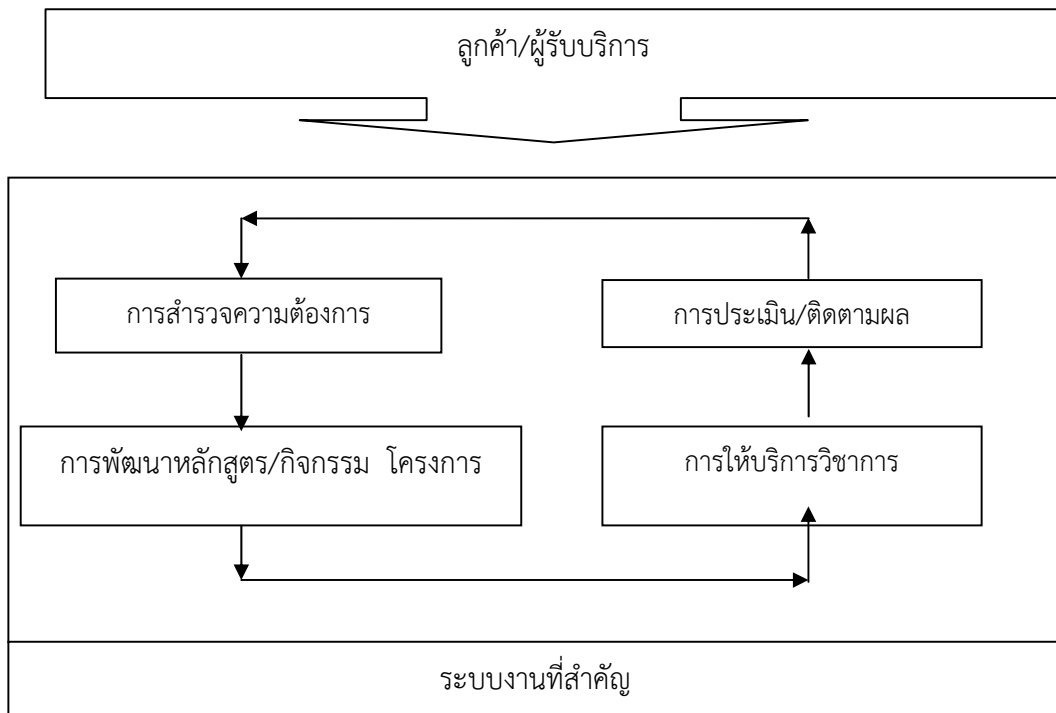 ลูกค้า/ผู้รับบริการ
การสำรวจความต้องการ
การประเมิน/ติดตามผล
การพัฒนาหลักสูตร/กิจกรรม โครงการ
การให้บริการวิชาการ
ระบบงานที่สำคัญ